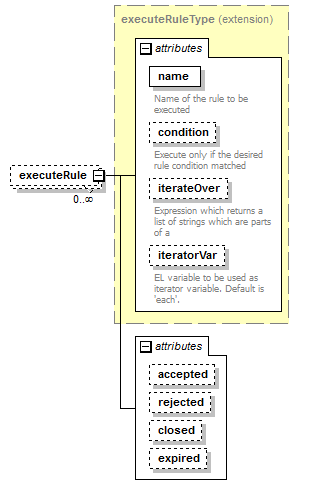 executeRuleType (extension)
attributes
name
Name of the rule to be
executed
condition
Execute only if the desired
rule condition matched
executeRule
0..∞
iterateOver
Expression which returns a
list of strings which are parts
of a
iteratorVar
EL variable to be used as
iterator variable. Default is
'each'.
attributes
accepted
rejected
closed
expired